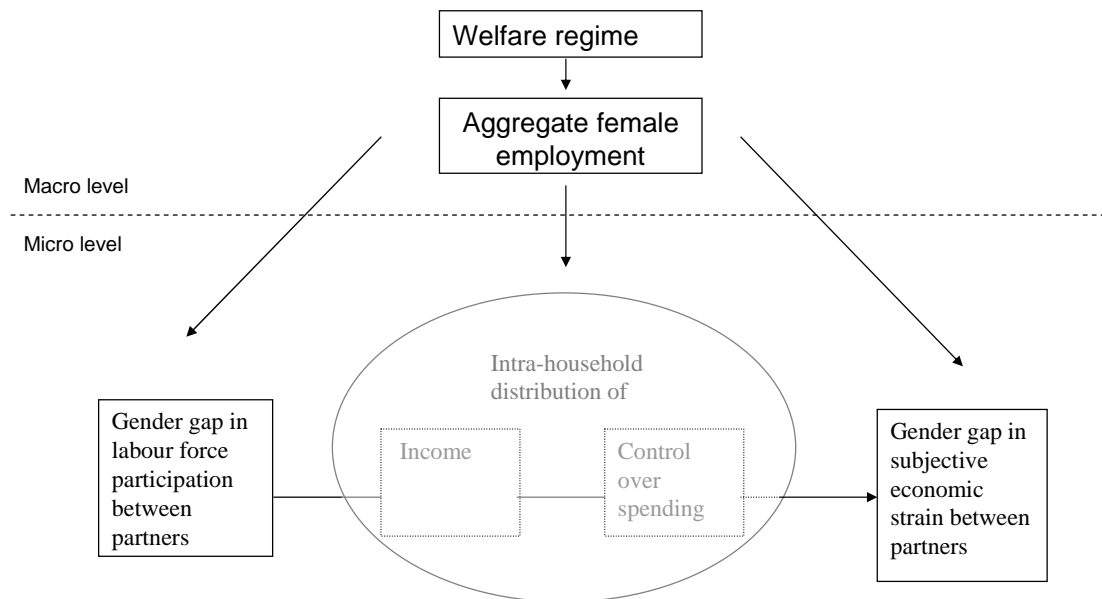 Welfare regime
Aggregate female
employment
Macro level
Micro level
Intra-household
distribution of
Gender gap in
labour force
participation
between
partners
Income
Control
over
spending
Gender gap in
subjective
economic
strain between
partners